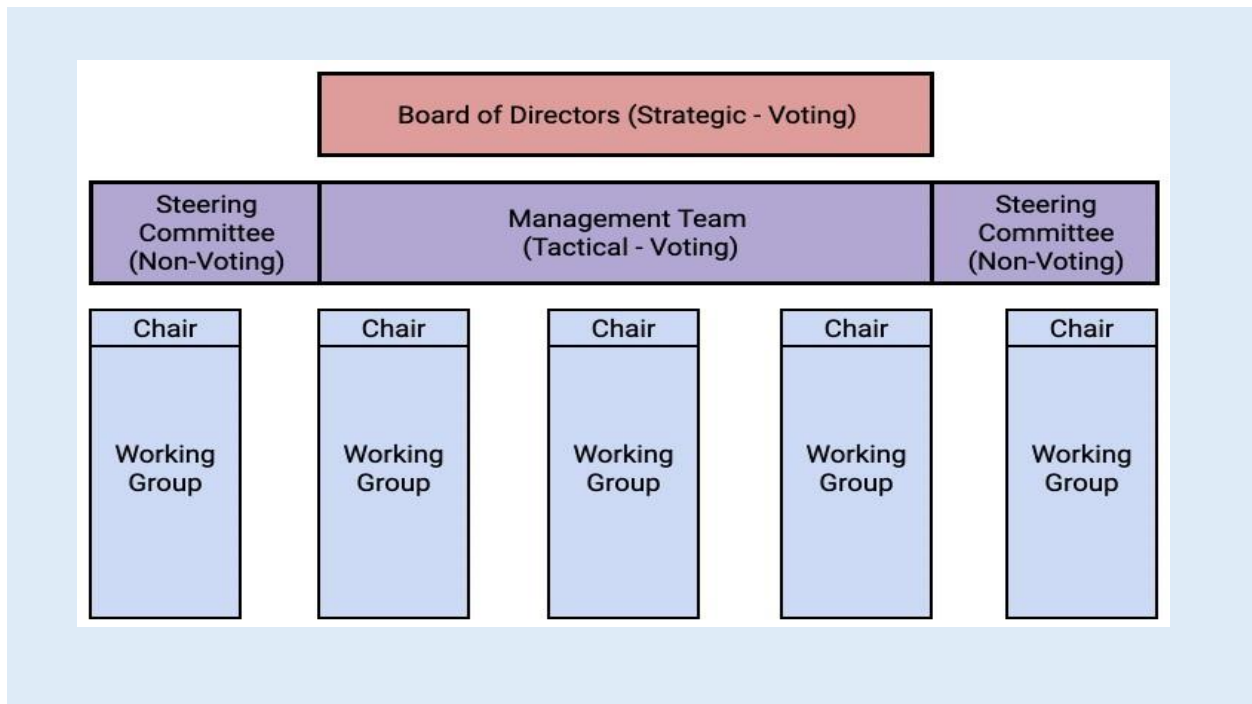 Board of Directors (Strategic - Voting)
Steering
Committee
(Non-Voting)
Management Team
(Tactical - Voting)
Steering
Committee
(Non-Voting)
Chair
Chair
Chair
Chair
Chair
Working
Group
Working
Group
Working
Group
Working
Group
Working
Group